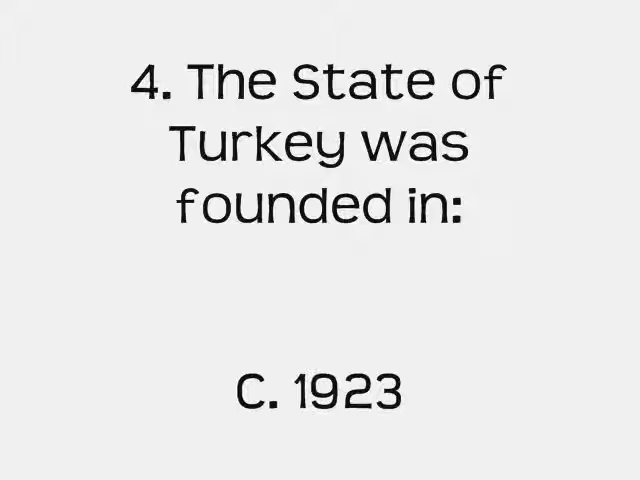 4. The State of
Turkey was
founded in:
C. 1923